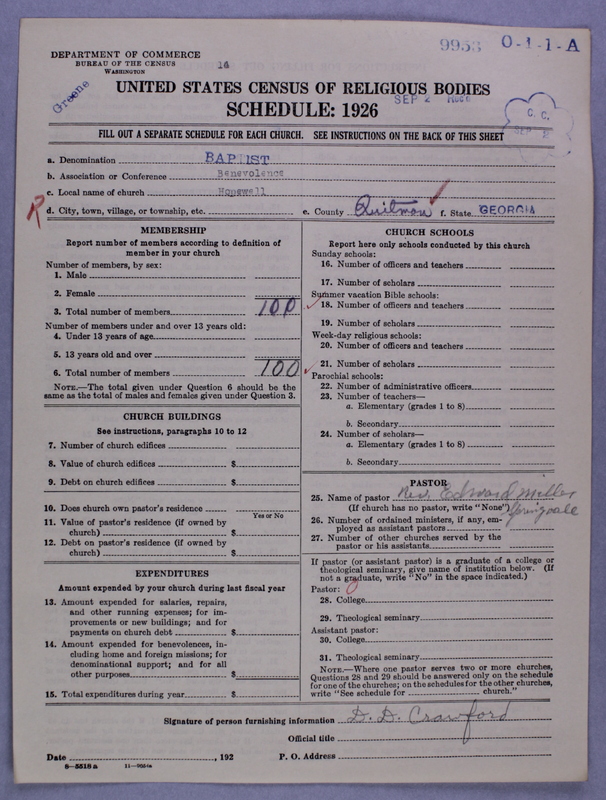 9953 O-1-1-A
DEPARTMENT OF COMMERCE
BUREAU OF THE CENSUS
WASHINGTON
16
Greene
UNITED STATES CENSUS OF RELIGIOUS BODIES
SCHEDULE: 1926
SEP 2
C. C.
SEP 2
FILL OUT A SEPARATE SCHEDULE FOR EACH CHURCH. SEE INSTRUCTIONS ON THE BACK OF THIS SHEET
a. Denomination BAPTIST
b. Association or Conference Benevolence
c. Local name of church Hopewell
R d. City, town, village, or township, etc. e. County Quitman f. State GEORGIA
MEMBERSHIP
Report number of members according to definition of
member in your church
Number of members, by sex:
1. Male
2. Female
3. Total number of members 100
Number of members under and over 13 years old:
4. Under 13 years of age
5. 13 years old and over
6. Total number of members 100
NOTE.—The total given under Question 6 should be the
same as the total of males and females given under Question 3.
CHURCH BUILDINGS
See instructions, paragraphs 10 to 12
7. Number of church edifices
8. Value of church edifices $
9. Debt on church edifices $
10. Does church own pastor's residence
Yes or No
11. Value of pastor's residence (if owned by
church) $
12. Debt on pastor's residence (if owned by
church) $
EXPENDITURES
Amount expended by your church during last fiscal year
13. Amount expended for salaries, repairs,
and other running expenses; for im-
provements or new buildings; and for
payments on church debt $
14. Amount expended for benevolences, in-
cluding home and foreign missions; for
denominational support; and for all
other purposes $
15. Total expenditures during year $
CHURCH SCHOOLS
Report here only schools conducted by this church
Sunday schools:
16. Number of officers and teachers
17. Number of scholars
Summer vacation Bible schools:
18. Number of officers and teachers
19. Number of scholars
Week-day religious schools:
20. Number of officers and teachers
21. Number of scholars
Parochial schools:
22. Number of administrative officers
23. Number of teachers—
a. Elementary (grades 1 to 8)
b. Secondary
24. Number of scholars—
a. Elementary (grades 1 to 8)
b. Secondary
PASTOR
25. Name of pastor Rev. Edward Miller
(If church has no pastor, write "None") Springvale
26. Number of ordained ministers, if any, em-
ployed as assistant pastors
27. Number of other churches served by the
pastor or his assistants
If pastor (or assistant pastor) is a graduate of a college or
theological seminary, give name of institution below. (If
not a graduate, write "No" in the space indicated.)
Pastor: 0
28. College
29. Theological seminary
Assistant pastor:
30. College
31. Theological seminary
NOTE.—Where one pastor serves two or more churches,
Questions 28 and 29 should be answered only on the schedule
for one of the churches; on the schedules for the other churches,
write "See schedule for church."
Signature of person furnishing information D. D. Crawford
Official title
Date , 192 P. O. Address
8-5518a 11-9554a